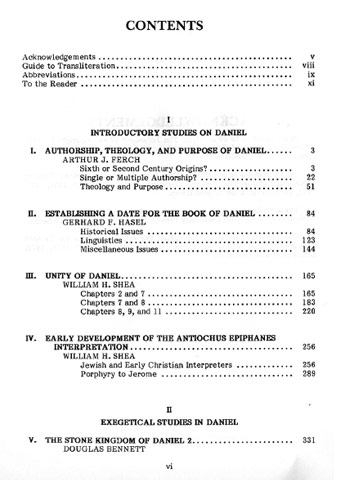 CONTENTS
Acknowledgements .......... v
Guide to Transliteration .......... viii
Abbreviations .......... ix
To the Reader .......... xi
I
INTRODUCTORY STUDIES ON DANIEL
I. AUTHORSHIP, THEOLOGY, AND PURPOSE OF DANIEL...... 3
ARTHUR J. FERCH
Sixth or Second Century Origins? .......... 3
Single or Multiple Authorship? .......... 22
Theology and Purpose .......... 51
II. ESTABLISHING A DATE FOR THE BOOK OF DANIEL ........ 84
GERHARD F. HASEL
Historical Issues .......... 84
Linguistics .......... 123
Miscellaneous Issues .......... 144
III. UNITY OF DANIEL .......... 165
WILLIAM H. SHEA
Chapters 2 and 7 .......... 165
Chapters 7 and 8 .......... 183
Chapters 8, 9, and 11 .......... 220
IV. EARLY DEVELOPMENT OF THE ANTIOCHUS EPIPHANES
INTERPRETATION .......... 256
WILLIAM H. SHEA
Jewish and Early Christian Interpreters .......... 256
Porphyry to Jerome .......... 289
II
EXEGETICAL STUDIES IN DANIEL
V. THE STONE KINGDOM OF DANIEL 2 .......... 331
DOUGLAS BENNETT
vi